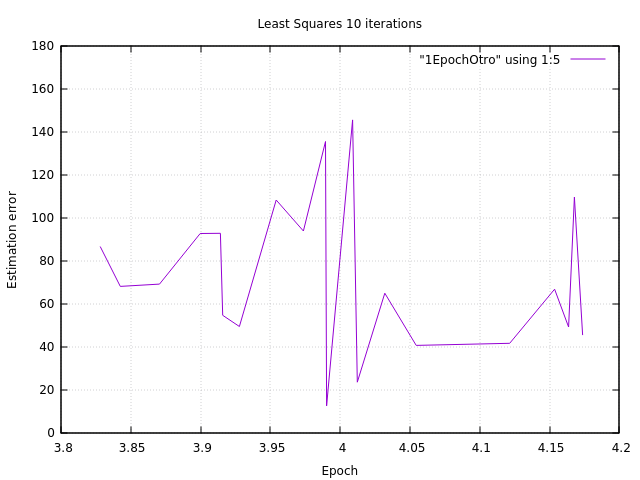 Least Squares 10 iterations
"1EpochOtro" using 1:5
180
160
140
120
100
80
60
40
20
0
Estimation error
3.8 3.85 3.9 3.95 4 4.05 4.1 4.15 4.2
Epoch